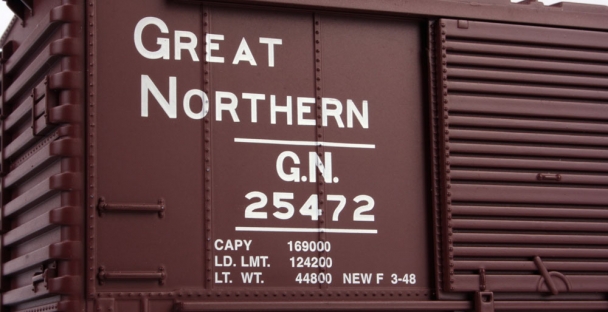 GREAT
NORTHERN
G.N.
25472
CAPY 169000
LD. LMT. 124200
LT. WT. 44800 NEW F 3-48